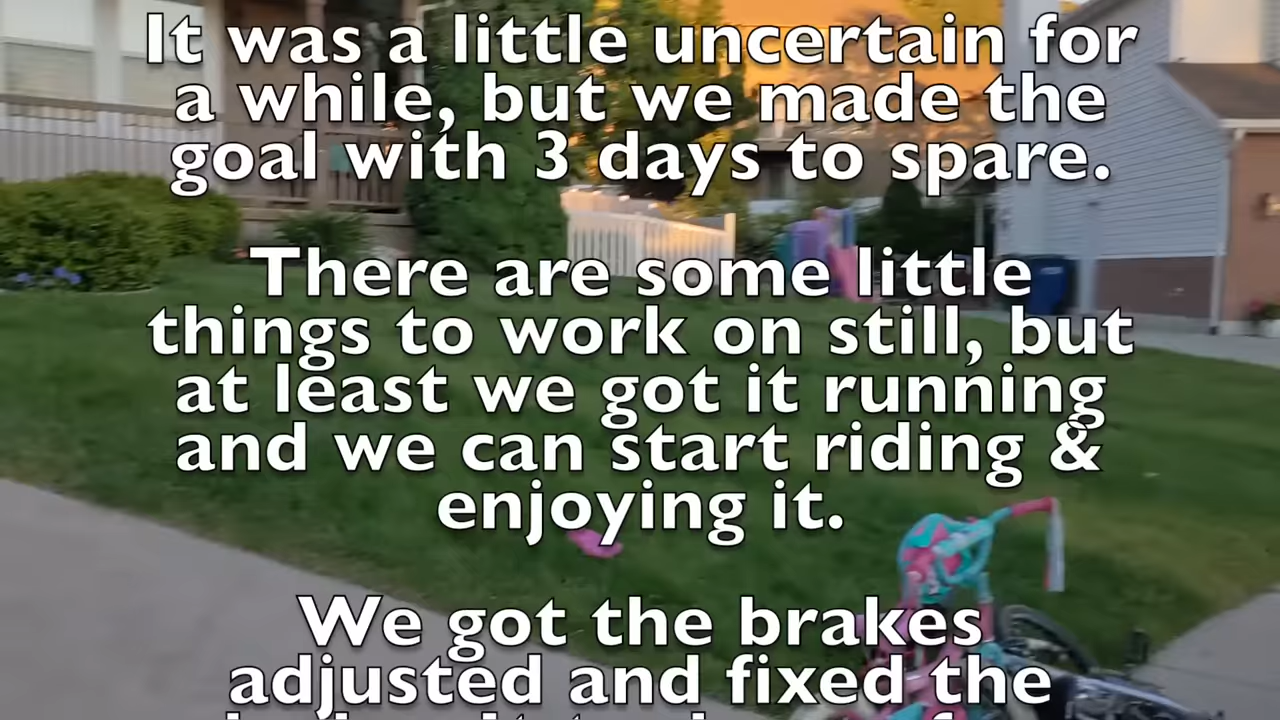 It was a little uncertain for
a while, but we made the
goal with 3 days to spare.
There are some little
things to work on still, but
at least we got it running
and we can start riding &
enjoying it.
We got the brakes
adjusted and fixed the